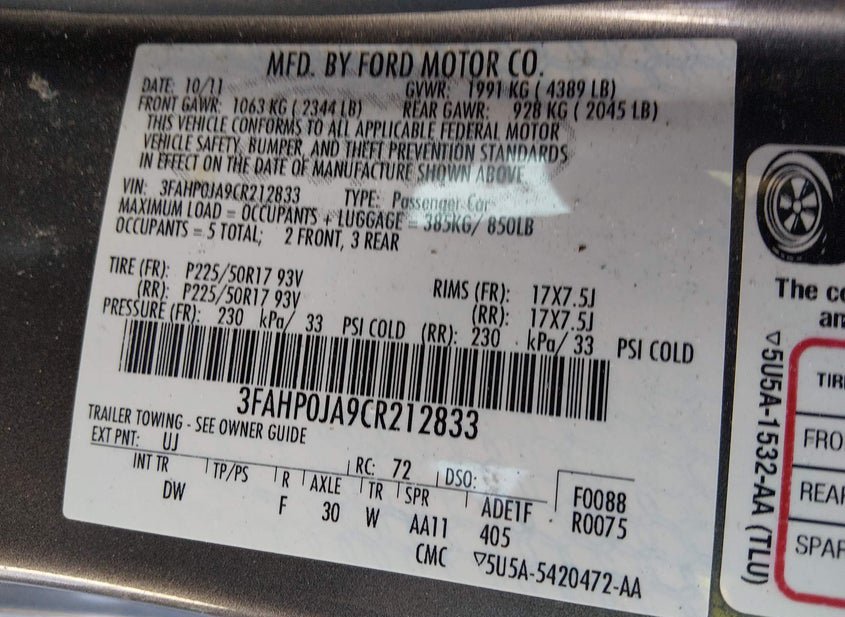 MFD. BY FORD MOTOR CO.
DATE: 10/11 GVWR: 1991 KG ( 4389 LB)
FRONT GAWR: 1063 KG ( 2344 LB) REAR GAWR: 928 KG ( 2045 LB)
THIS VEHICLE CONFORMS TO ALL APPLICABLE FEDERAL MOTOR
VEHICLE SAFETY, BUMPER, AND THEFT PREVENTION STANDARDS
IN EFFECT ON THE DATE OF MANUFACTURE SHOWN ABOVE
VIN: 3FAHP0JA9CR212833 TYPE: Passenger Car
MAXIMUM LOAD = OCCUPANTS + LUGGAGE = 385KG/ 850LB
OCCUPANTS = 5 TOTAL; 2 FRONT, 3 REAR
TIRE (FR): P225/50R17 93V RIMS (FR): 17X7.5J
(RR): P225/50R17 93V (RR): 17X7.5J
PRESSURE (FR): 230 kPa/ 33 PSI COLD (RR): 230 kPa/ 33 PSI COLD
3FAHP0JA9CR212833
TRAILER TOWING - SEE OWNER GUIDE
EXT PNT: UJ RC: 72 DSO:
INT TR TP/PS R AXLE TR SPR ADE1F F0088
DW F 30 W AA11 405 R0075
CMC ▽5U5A-5420472-AA
The
an
▽5U5A-1532-AA (TLU)
TIR
FRO
REAR
SPAR